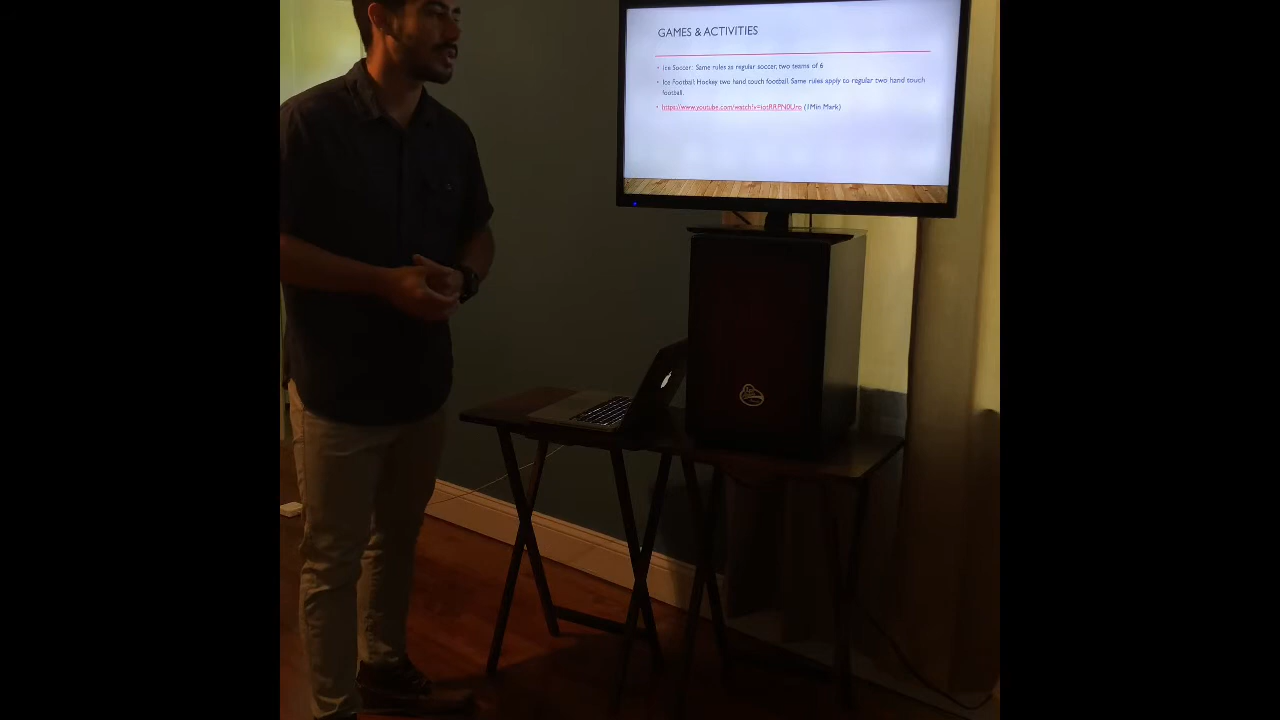 GAMES & ACTIVITIES
Ice Soccer: Same rules as regular soccer, two teams of 6
Ice Football: Hockey two hand touch football. Same rules apply to regular two hand touch
football.
(1Min Mark)